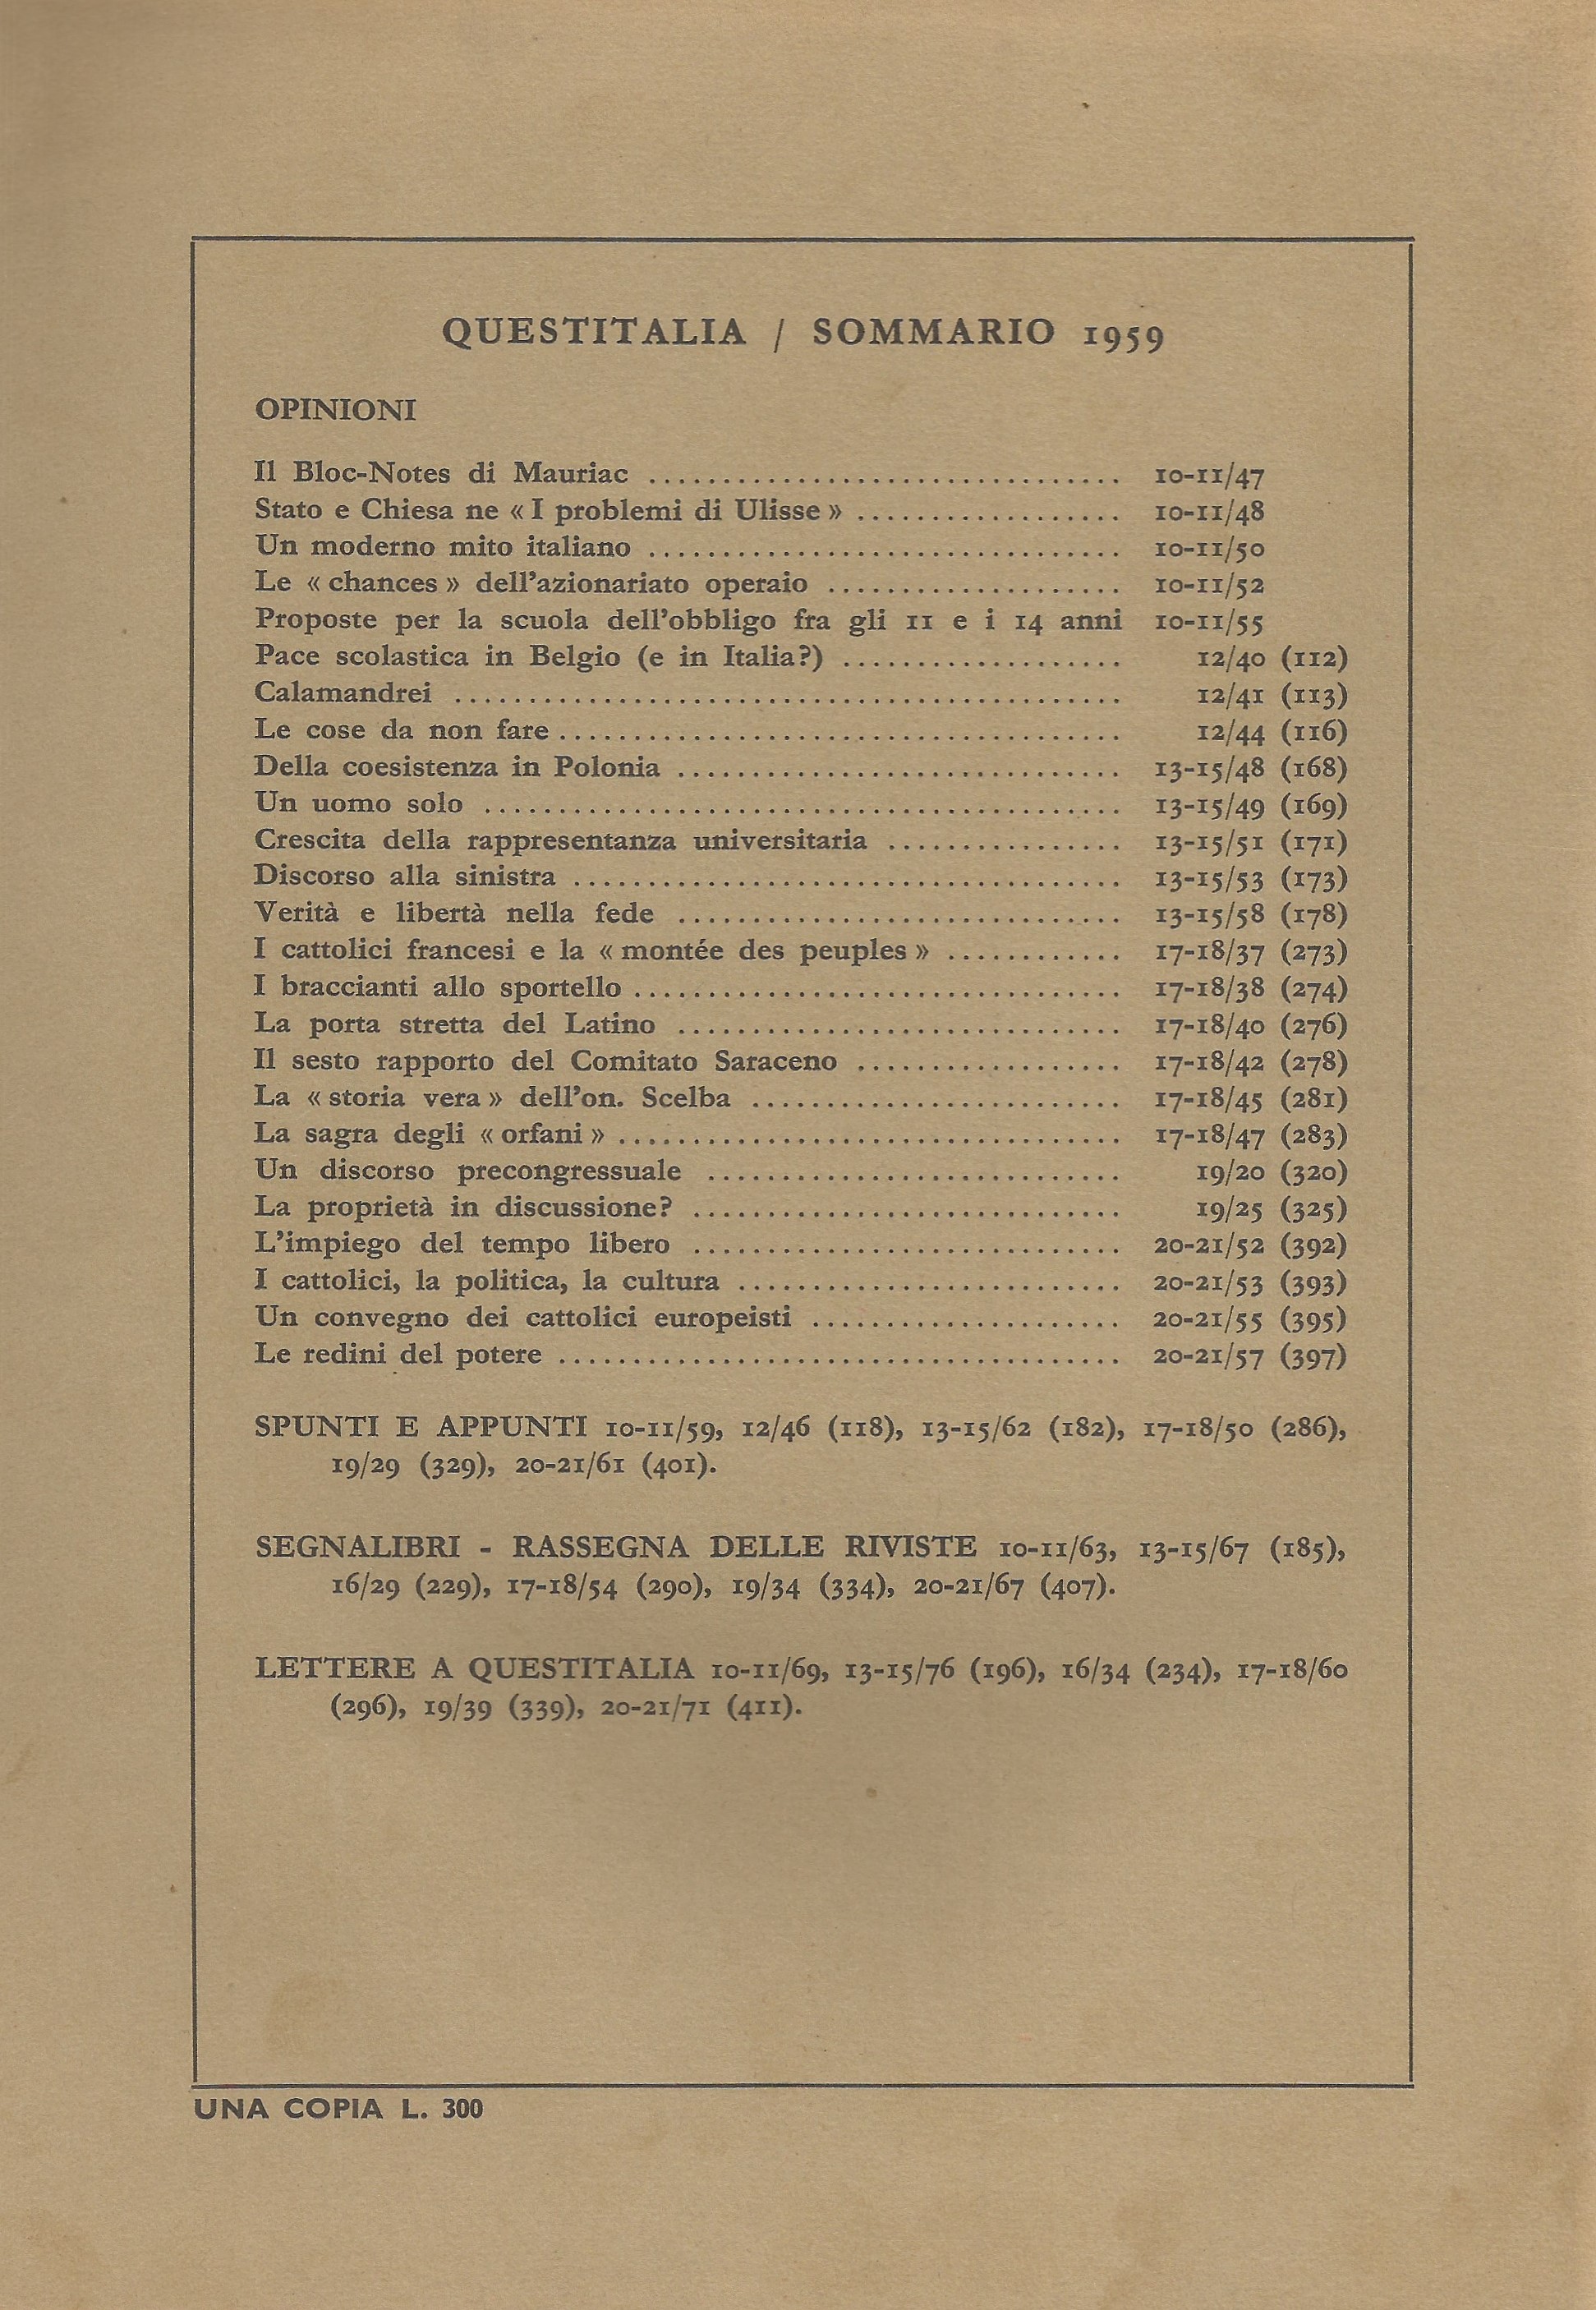 QUESTITALIA / SOMMARIO 1959
OPINIONI
Il Bloc-Notes di Mauriac ................................ 10-11/47
Stato e Chiesa ne « I problemi di Ulisse » .................. 10-11/48
Un moderno mito italiano ................................ 10-11/50
Le « chances » dell'azionariato operaio .................... 10-11/52
Proposte per la scuola dell'obbligo fra gli 11 e i 14 anni 10-11/55
Pace scolastica in Belgio (e in Italia?) ................... 12/40 (112)
Calamandrei ............................................. 12/41 (113)
Le cose da non fare ...................................... 12/44 (116)
Della coesistenza in Polonia .............................. 13-15/48 (168)
Un uomo solo ........................................... 13-15/49 (169)
Crescita della rappresentanza universitaria ................ 13-15/51 (171)
Discorso alla sinistra ..................................... 13-15/53 (173)
Verità e libertà nella fede .............................. 13-15/58 (178)
I cattolici francesi e la « montée des peuples » ............ 17-18/37 (273)
I braccianti allo sportello ................................. 17-18/38 (274)
La porta stretta del Latino .............................. 17-18/40 (276)
Il sesto rapporto del Comitato Saraceno .................. 17-18/42 (278)
La « storia vera » dell'on. Scelba ......................... 17-18/45 (281)
La sagra degli « orfani » .................................. 17-18/47 (283)
Un discorso precongressuale ............................ 19/20 (320)
La proprietà in discussione? ............................. 19/25 (325)
L'impiego del tempo libero ............................. 20-21/52 (392)
I cattolici, la politica, la cultura .......................... 20-21/53 (393)
Un convegno dei cattolici europeisti ..................... 20-21/55 (395)
Le redini del potere ...................................... 20-21/57 (397)
SPUNTI E APPUNTI 10-11/59, 12/46 (118), 13-15/62 (182), 17-18/50 (286),
19/29 (329), 20-21/61 (401).
SEGNALIBRI - RASSEGNA DELLE RIVISTE 10-11/63, 13-15/67 (185),
16/29 (229), 17-18/54 (290), 19/34 (334), 20-21/67 (407).
LETTERE A QUESTITALIA 10-11/69, 13-15/76 (196), 16/34 (234), 17-18/60
(296), 19/39 (339), 20-21/71 (411).
UNA COPIA L. 300